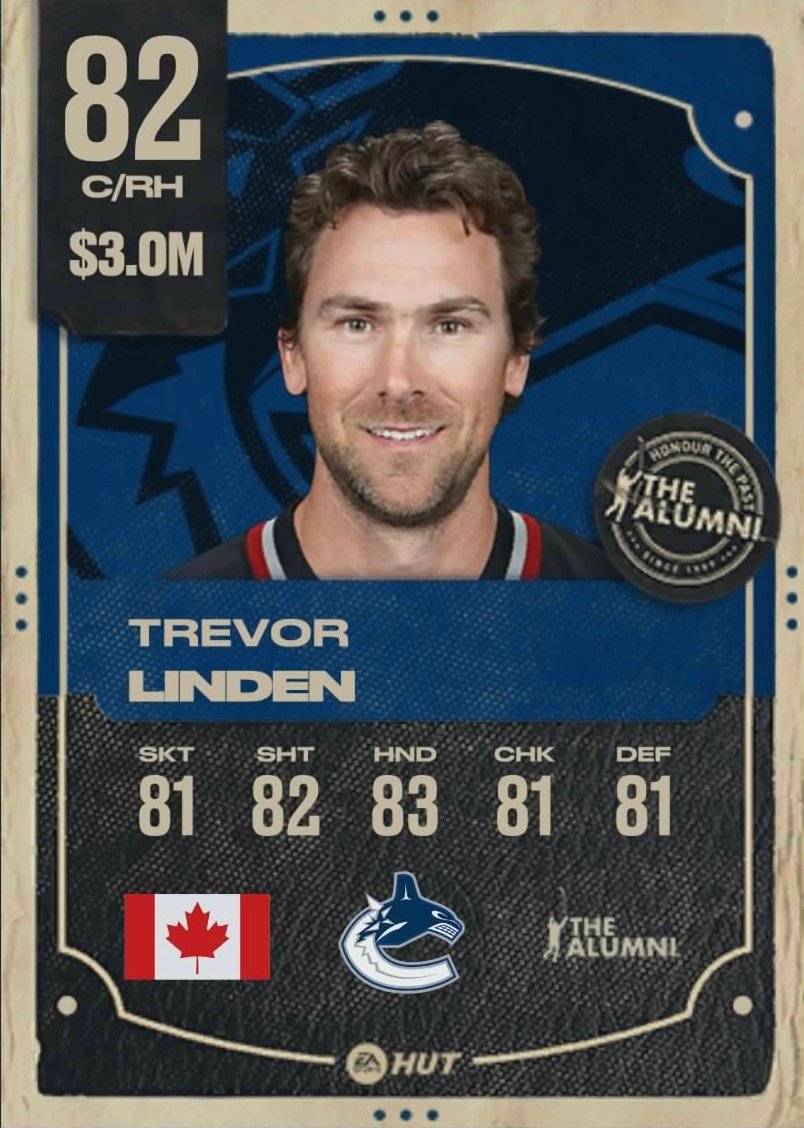 82
C/RH
$3.0M
HONOUR THE PAST
THE
ALUMNI
TREVOR
LINDEN
SKT SHT HND CHK DEF
81 82 83 81 81
THE
ALUMNI
EA HUT